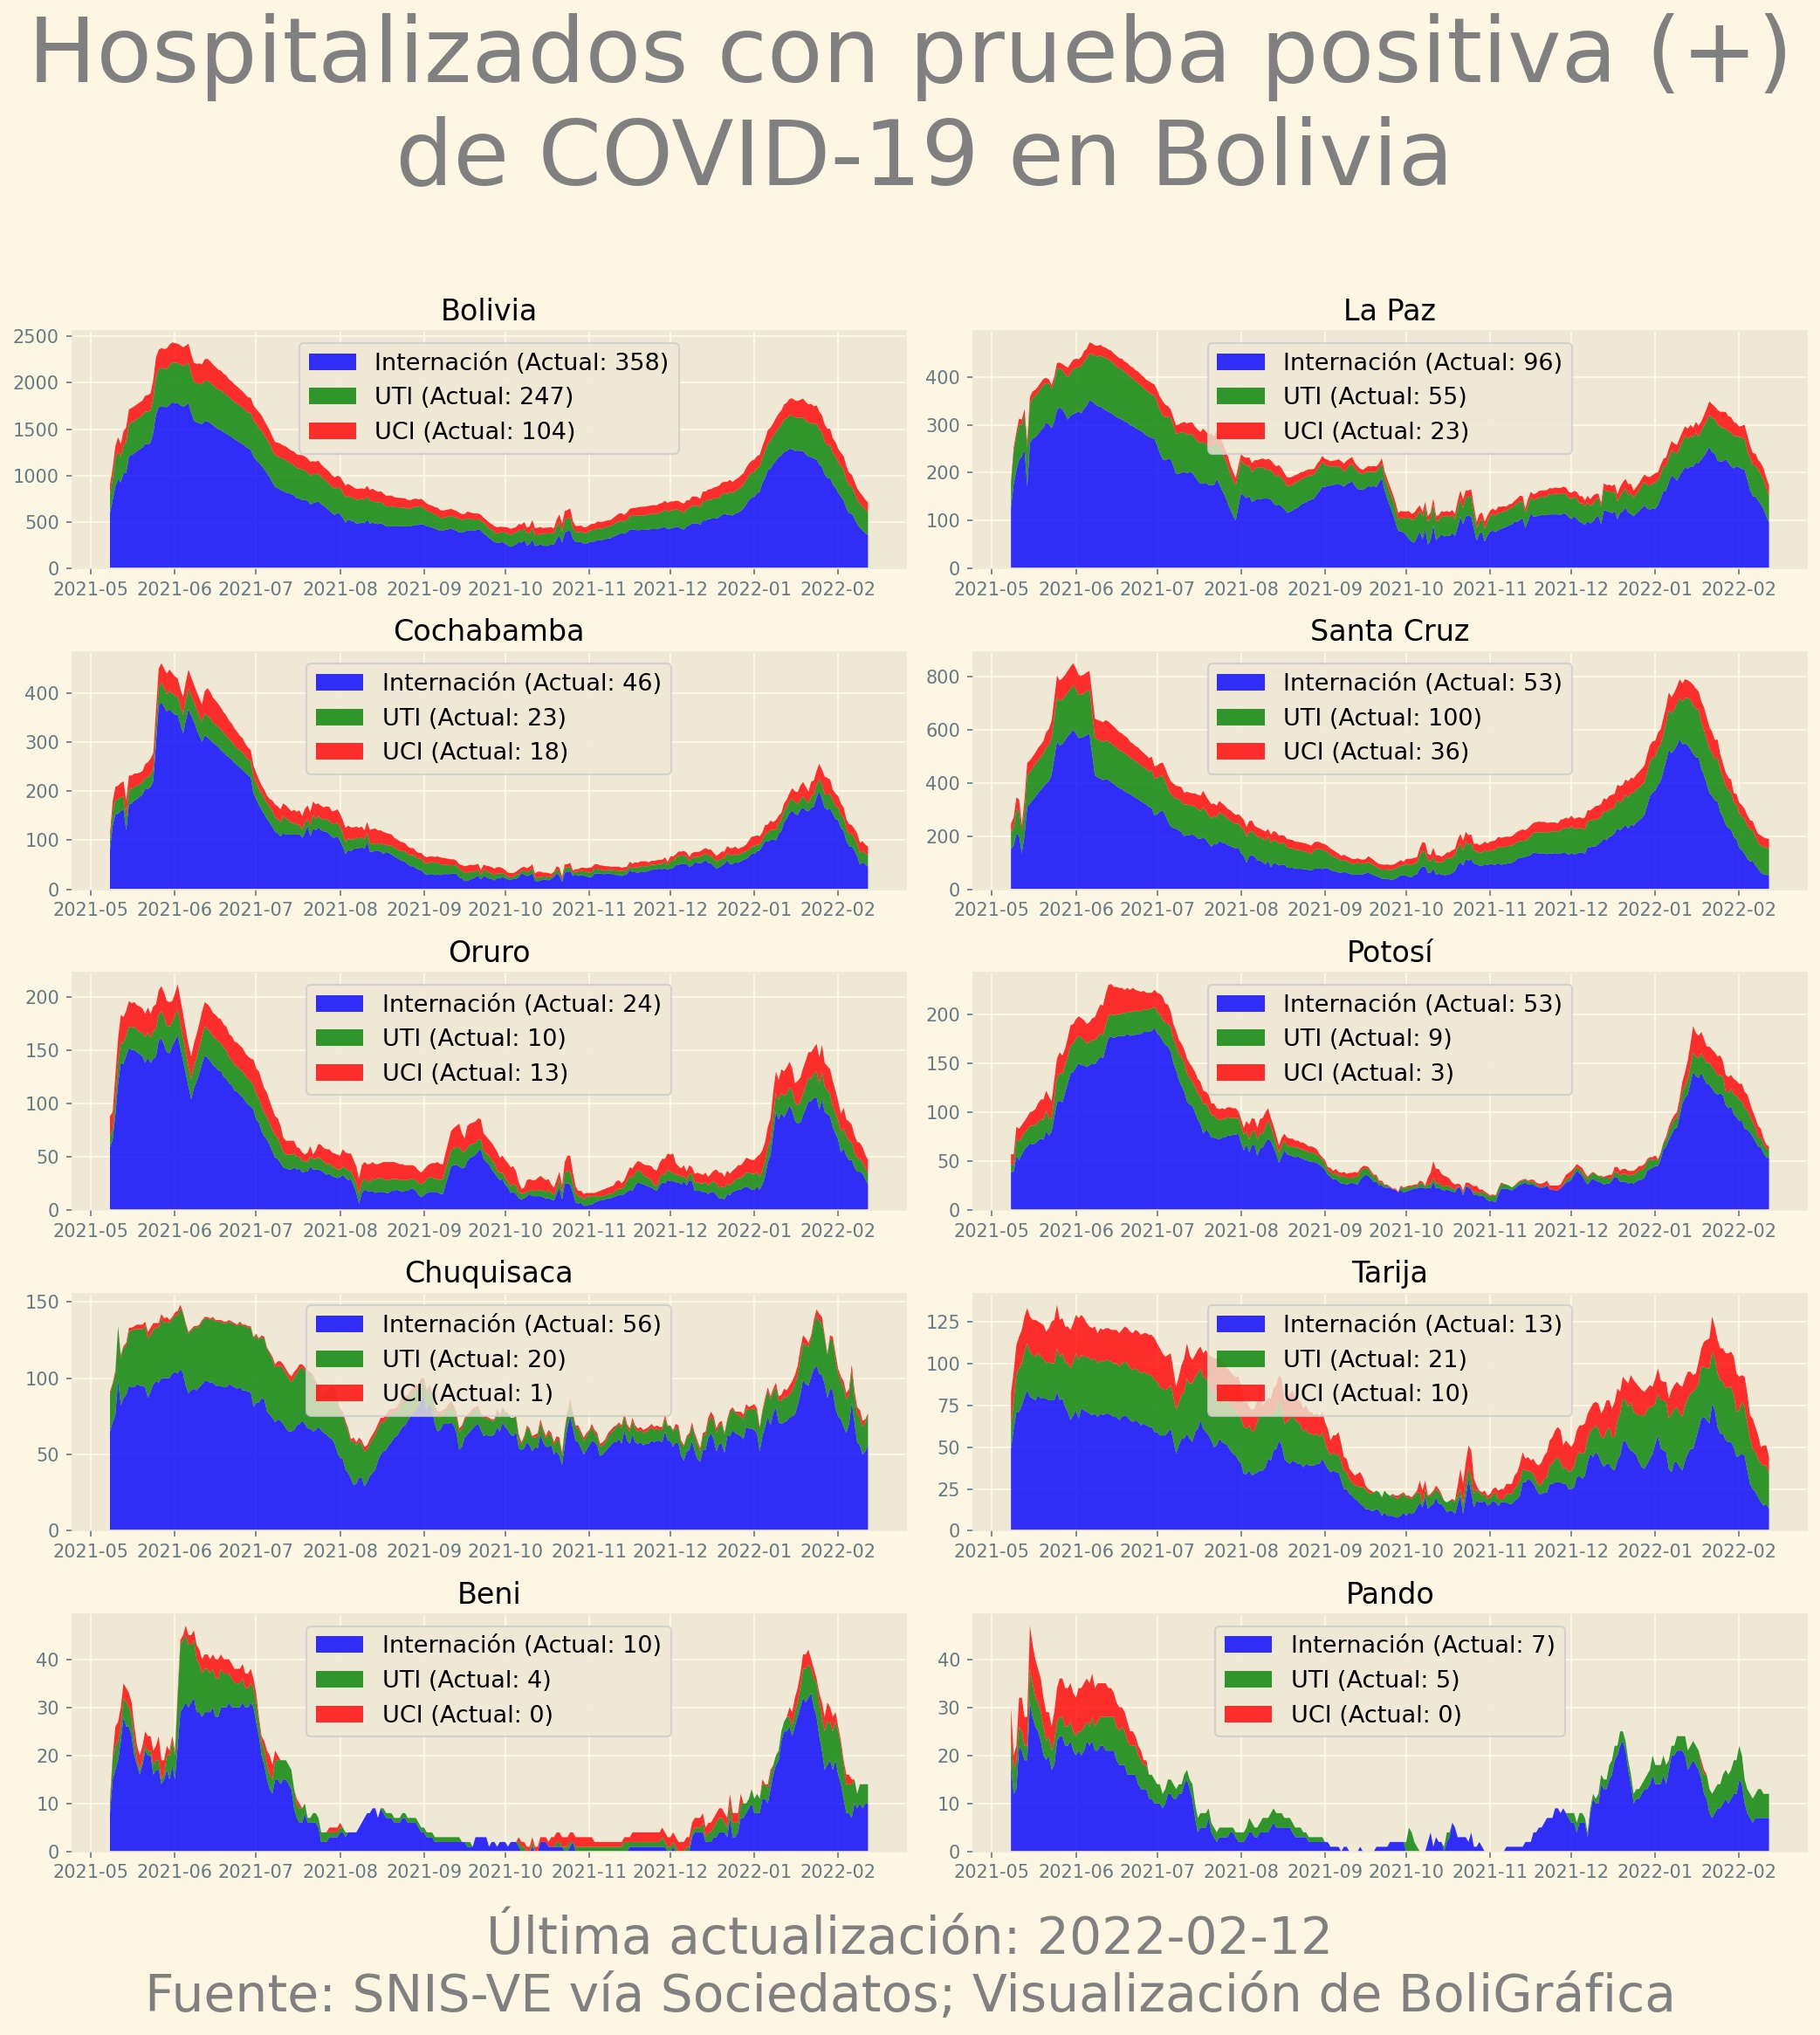 Hospitalizados con prueba positiva (+)
de COVID-19 en Bolivia
Bolivia
2500
2000
1500
1000
500
0
Internación (Actual: 358)
UTI (Actual: 247)
UCI (Actual: 104)
2021-05 2021-06 2021-07 2021-08 2021-09 2021-10 2021-11 2021-12 2022-01 2022-02
La Paz
400
300
200
100
0
Internación (Actual: 96)
UTI (Actual: 55)
UCI (Actual: 23)
2021-05 2021-06 2021-07 2021-08 2021-09 2021-10 2021-11 2021-12 2022-01 2022-02
Cochabamba
400
300
200
100
0
Internación (Actual: 46)
UTI (Actual: 23)
UCI (Actual: 18)
2021-05 2021-06 2021-07 2021-08 2021-09 2021-10 2021-11 2021-12 2022-01 2022-02
Santa Cruz
800
600
400
200
0
Internación (Actual: 53)
UTI (Actual: 100)
UCI (Actual: 36)
2021-05 2021-06 2021-07 2021-08 2021-09 2021-10 2021-11 2021-12 2022-01 2022-02
Oruro
200
150
100
50
0
Internación (Actual: 24)
UTI (Actual: 10)
UCI (Actual: 13)
2021-05 2021-06 2021-07 2021-08 2021-09 2021-10 2021-11 2021-12 2022-01 2022-02
Potosí
200
150
100
50
0
Internación (Actual: 53)
UTI (Actual: 9)
UCI (Actual: 3)
2021-05 2021-06 2021-07 2021-08 2021-09 2021-10 2021-11 2021-12 2022-01 2022-02
Chuquisaca
150
100
50
0
Internación (Actual: 56)
UTI (Actual: 20)
UCI (Actual: 1)
2021-05 2021-06 2021-07 2021-08 2021-09 2021-10 2021-11 2021-12 2022-01 2022-02
Tarija
125
100
75
50
25
0
Internación (Actual: 13)
UTI (Actual: 21)
UCI (Actual: 10)
2021-05 2021-06 2021-07 2021-08 2021-09 2021-10 2021-11 2021-12 2022-01 2022-02
Beni
40
30
20
10
0
Internación (Actual: 10)
UTI (Actual: 4)
UCI (Actual: 0)
2021-05 2021-06 2021-07 2021-08 2021-09 2021-10 2021-11 2021-12 2022-01 2022-02
Pando
40
30
20
10
0
Internación (Actual: 7)
UTI (Actual: 5)
UCI (Actual: 0)
2021-05 2021-06 2021-07 2021-08 2021-09 2021-10 2021-11 2021-12 2022-01 2022-02
Última actualización: 2022-02-12
Fuente: SNIS-VE vía Sociedatos; Visualización de BoliGráfica